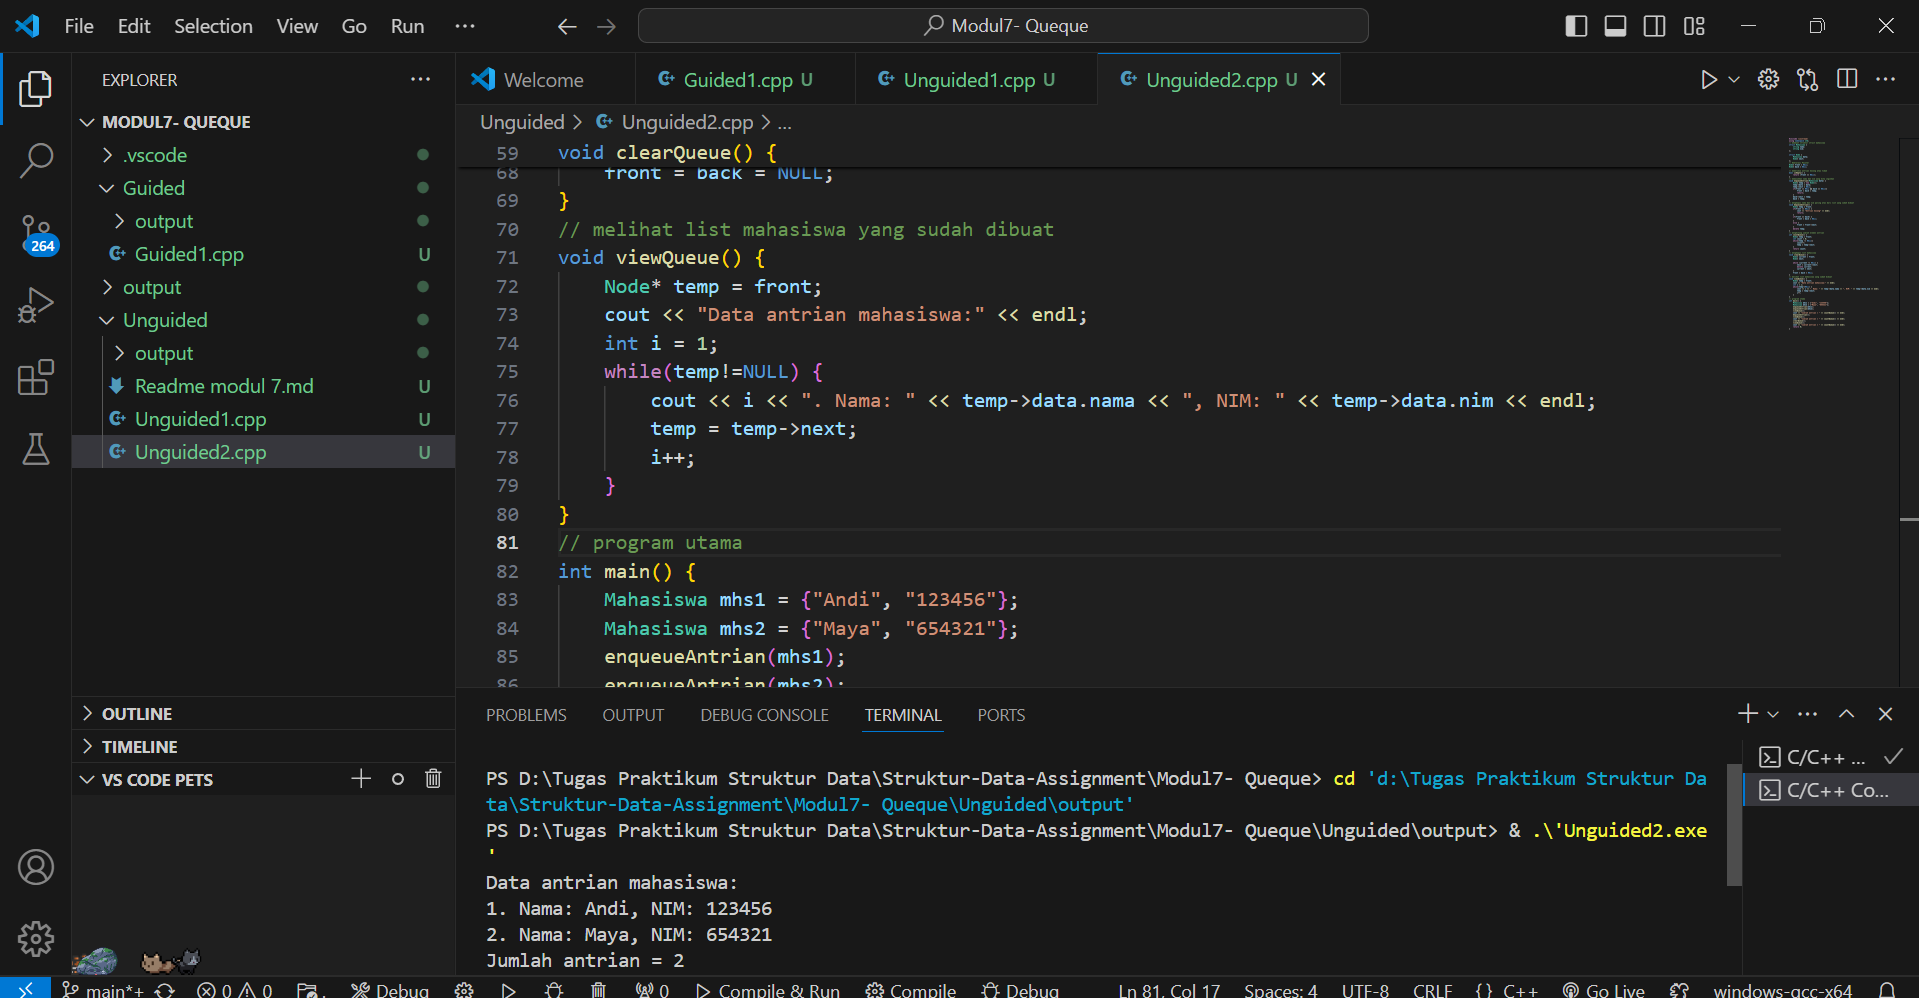 File Edit Selection View Go Run ···
Modul7- Queque
EXPLORER
MODUL7- QUEQUE
.vscode
Guided
output
Guided1.cpp U
output
Unguided
output
Readme modul 7.md U
Unguided1.cpp U
Unguided2.cpp U
264
OUTLINE
TIMELINE
VS CODE PETS
Welcome Guided1.cpp U Unguided1.cpp U Unguided2.cpp U
Unguided > Unguided2.cpp > ...
59 void clearQueue() {
68 front = back = NULL;
69 }
70 // melihat list mahasiswa yang sudah dibuat
71 void viewQueue() {
72 Node* temp = front;
73 cout << "Data antrian mahasiswa:" << endl;
74 int i = 1;
75 while(temp!=NULL) {
76 cout << i << ". Nama: " << temp->data.nama << ", NIM: " << temp->data.nim << endl;
77 temp = temp->next;
78 i++;
79 }
80 }
81 // program utama
82 int main() {
83 Mahasiswa mhs1 = {"Andi", "123456"};
84 Mahasiswa mhs2 = {"Maya", "654321"};
85 enqueueAntrian(mhs1);
86 enqueueAntrian(mhs2);
PROBLEMS OUTPUT DEBUG CONSOLE TERMINAL PORTS
PS D:\Tugas Praktikum Struktur Data\Struktur-Data-Assignment\Modul7- Queque> cd 'd:\Tugas Praktikum Struktur Da
ta\Struktur-Data-Assignment\Modul7- Queque\Unguided\output'
PS D:\Tugas Praktikum Struktur Data\Struktur-Data-Assignment\Modul7- Queque\Unguided\output> & .\'Unguided2.exe
'
Data antrian mahasiswa:
1. Nama: Andi, NIM: 123456
2. Nama: Maya, NIM: 654321
Jumlah antrian = 2
C/C++ ...
C/C++ Co...
main*+ 0 0 Debug 0 Compile & Run Compile Debug Ln 81, Col 17 Spaces: 4 UTF-8 CRLF {} C++ Go Live windows-gcc-x64